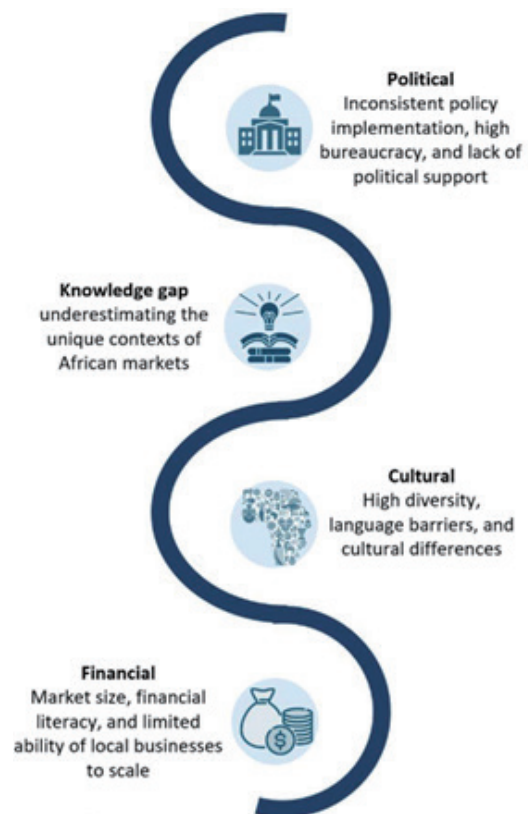 Political
Inconsistent policy
implementation, high
bureaucracy, and lack of
political support
Knowledge gap
underestimating the
unique contexts of
African markets
Cultural
High diversity,
language barriers, and
cultural differences
Financial
Market size, financial
literacy, and limited
ability of local businesses
to scale
$